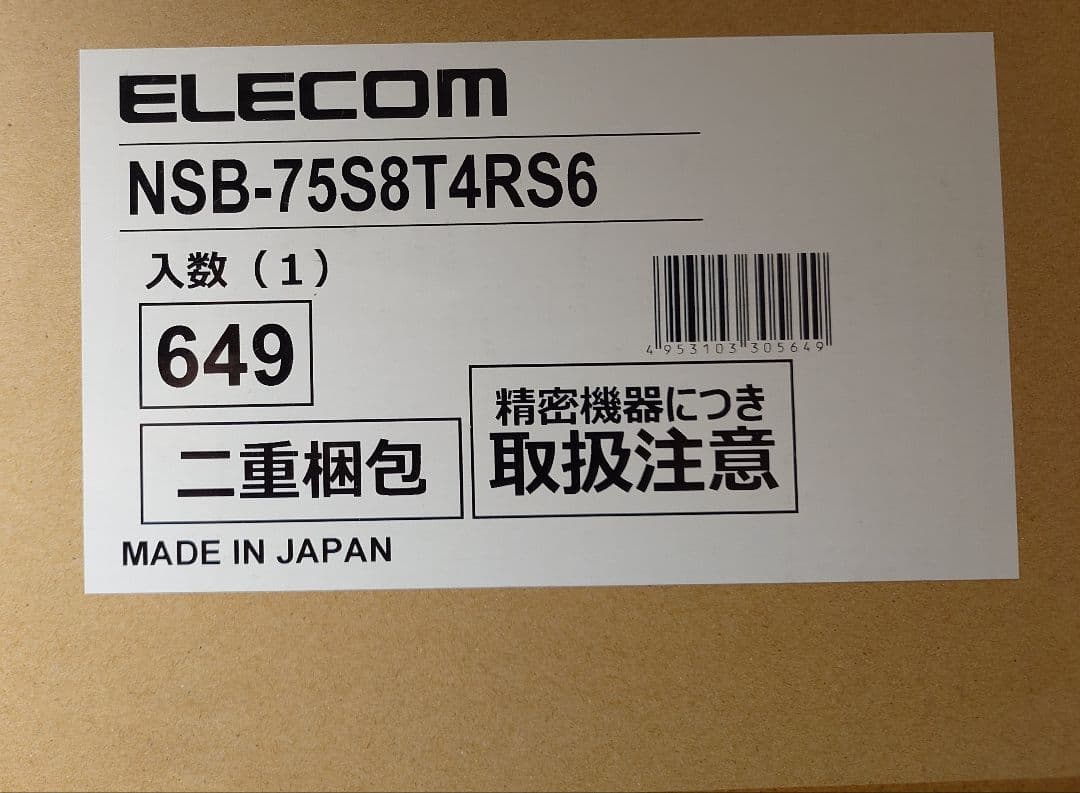 ELECOM
NSB-75S8T4RS6
入数（1）
649
4953103305649
精密機器につき
取扱注意
二重梱包
MADE IN JAPAN